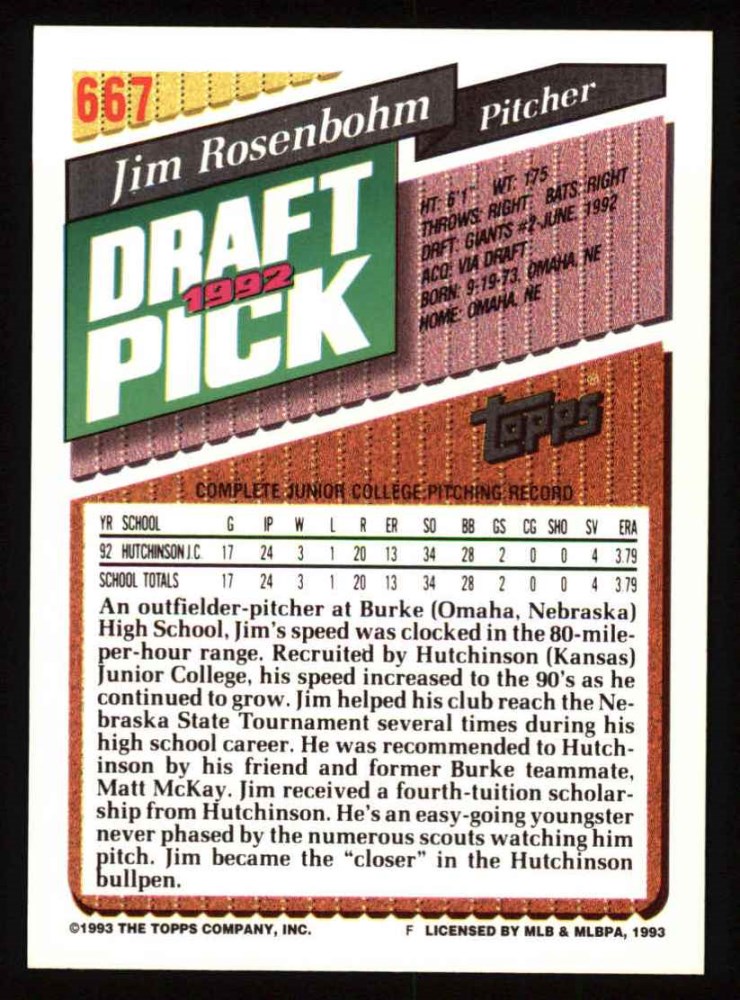 667
Jim Rosenbohm
Pitcher
DRAFT
1992
PICK
HT: 6'1" WT: 175
THROWS: RIGHT BATS: RIGHT
DRFT: GIANTS #2-JUNE, 1992
ACQ: VIA DRAFT
BORN: 9-19-73, OMAHA, NE
HOME: OMAHA, NE
topps®
COMPLETE JUNIOR COLLEGE PITCHING RECORD
YR SCHOOL G IP W L R ER SO BB GS CG SHO SV ERA
92 HUTCHINSON J.C. 17 24 3 1 20 13 34 28 2 0 0 4 3.79
SCHOOL TOTALS 17 24 3 1 20 13 34 28 2 0 0 4 3.79
An outfielder-pitcher at Burke (Omaha, Nebraska)
High School, Jim's speed was clocked in the 80-mile-
per-hour range. Recruited by Hutchinson (Kansas)
Junior College, his speed increased to the 90's as he
continued to grow. Jim helped his club reach the Ne-
braska State Tournament several times during his
high school career. He was recommended to Hutch-
inson by his friend and former Burke teammate,
Matt McKay. Jim received a fourth-tuition scholar-
ship from Hutchinson. He's an easy-going youngster
never phased by the numerous scouts watching him
pitch. Jim became the "closer" in the Hutchinson
bullpen.
©1993 THE TOPPS COMPANY, INC. F LICENSED BY MLB & MLBPA, 1993